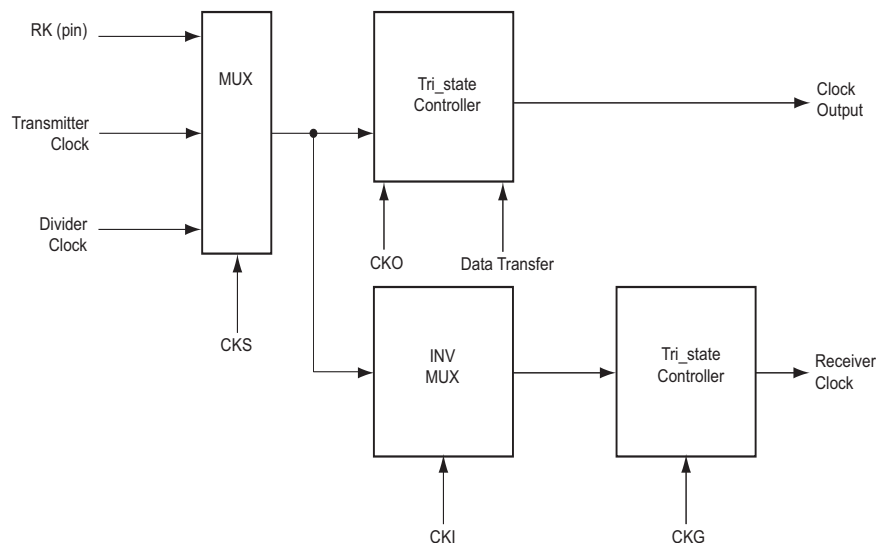 RK (pin)
MUX
Tri_state
Controller
Clock
Output
Transmitter
Clock
Divider
Clock
CKO
Data Transfer
CKS
INV
MUX
Tri_state
Controller
Receiver
Clock
CKI
CKG